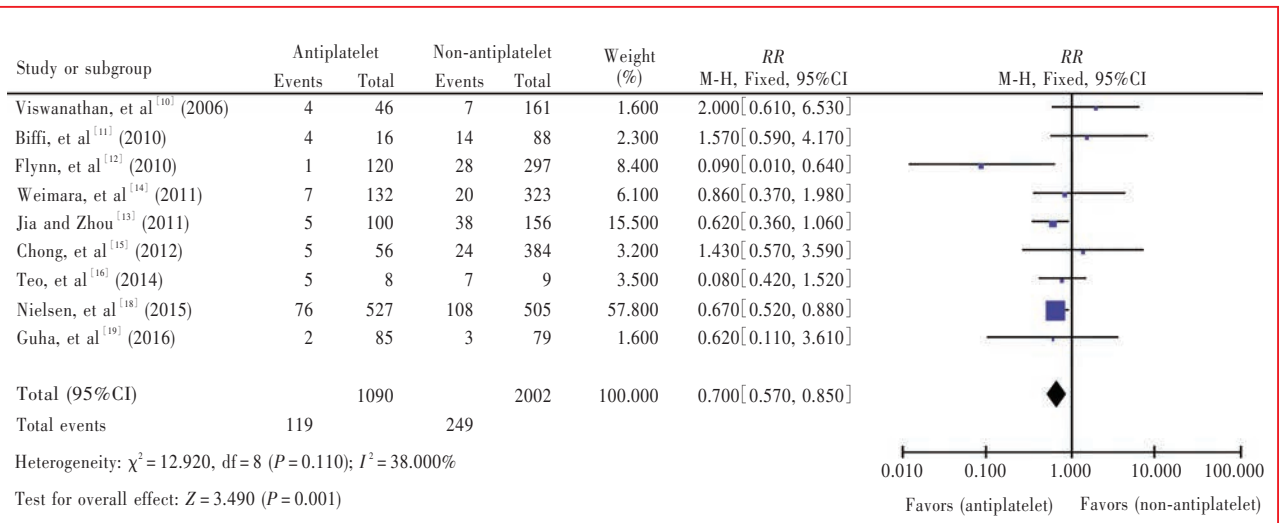 Study or subgroup Antiplatelet Non-antiplatelet Weight (%) RR M-H, Fixed, 95%CI RR M-H, Fixed, 95%CI
Events Total Events Total
Viswanathan, et al[10] (2006) 4 46 7 161 1.600 2.000[0.610, 6.530]
Biffi, et al[11] (2010) 4 16 14 88 2.300 1.570[0.590, 4.170]
Flynn, et al[12] (2010) 1 120 28 297 8.400 0.090[0.010, 0.640]
Weimara, et al[14] (2011) 7 132 20 323 6.100 0.860[0.370, 1.980]
Jia and Zhou[13] (2011) 5 100 38 156 15.500 0.620[0.360, 1.060]
Chong, et al[15] (2012) 5 56 24 384 3.200 1.430[0.570, 3.590]
Teo, et al[16] (2014) 5 8 7 9 3.500 0.080[0.420, 1.520]
Nielsen, et al[18] (2015) 76 527 108 505 57.800 0.670[0.520, 0.880]
Guha, et al[19] (2016) 2 85 3 79 1.600 0.620[0.110, 3.610]
Total (95%CI) 1090 2002 100.000 0.700[0.570, 0.850]
Total events 119 249
Heterogeneity: χ² = 12.920, df = 8 (P = 0.110); I² = 38.000%
Test for overall effect: Z = 3.490 (P = 0.001)
0.010 0.100 1.000 10.000 100.000
Favors (antiplatelet) Favors (non-antiplatelet)